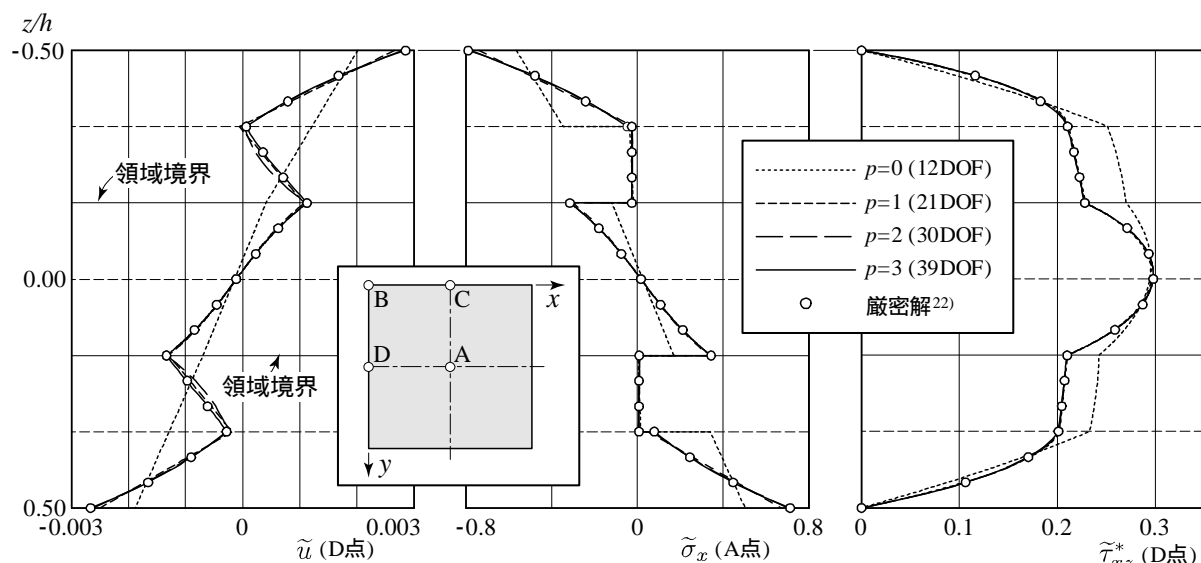 z/h
-0.50
0.00
0.50
領域境界
領域境界
-0.003
0
0.003
ũ (D点)
-0.8
0
0.8
σ̃x (A点)
0
0.1
0.2
0.3
τ̃*xz (D点)
B
C
x
D
A
y
p=0 (12DOF)
p=1 (21DOF)
p=2 (30DOF)
p=3 (39DOF)
厳密解22)